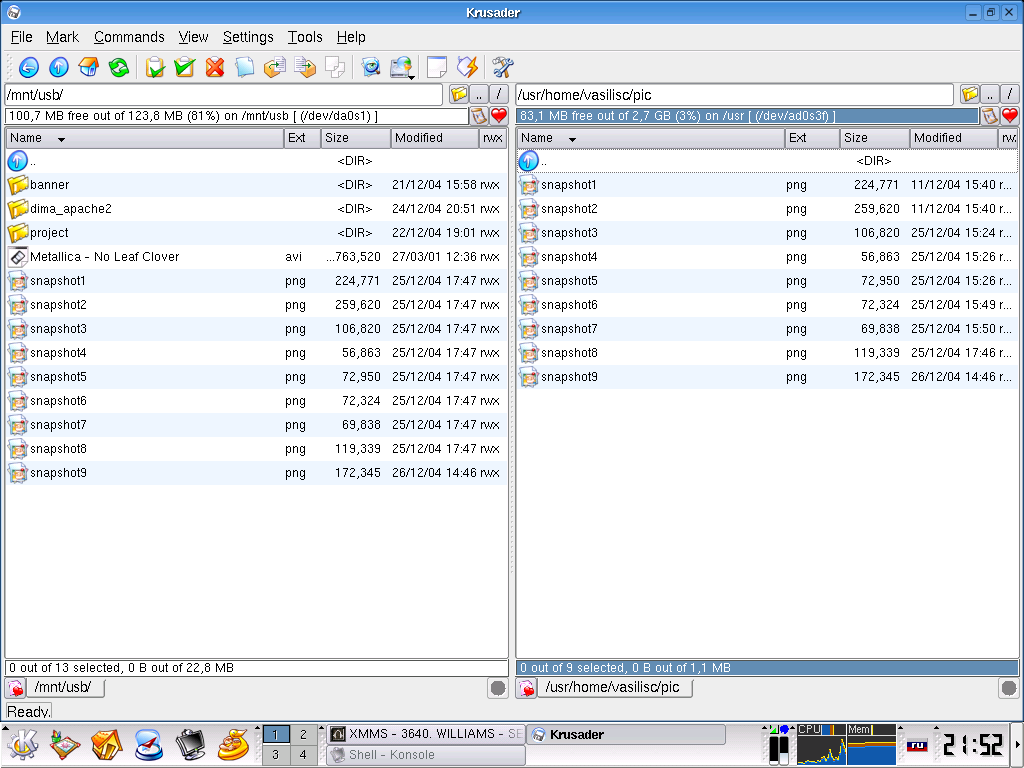 Krusader
File Mark Commands View Settings Tools Help
/mnt/usb/ .. /
100,7 MB free out of 123,8 MB (81%) on /mnt/usb [ (/dev/da0s1) ]
Name Ext Size Modified rwx
.. <DIR>
banner <DIR> 21/12/04 15:58 rwx
dima_apache2 <DIR> 24/12/04 20:51 rwx
project <DIR> 22/12/04 19:01 rwx
Metallica - No Leaf Clover avi ...763,520 27/03/01 12:36 rwx
snapshot1 png 224,771 25/12/04 17:47 rwx
snapshot2 png 259,620 25/12/04 17:47 rwx
snapshot3 png 106,820 25/12/04 17:47 rwx
snapshot4 png 56,863 25/12/04 17:47 rwx
snapshot5 png 72,950 25/12/04 17:47 rwx
snapshot6 png 72,324 25/12/04 17:47 rwx
snapshot7 png 69,838 25/12/04 17:47 rwx
snapshot8 png 119,339 25/12/04 17:47 rwx
snapshot9 png 172,345 26/12/04 14:46 rwx
0 out of 13 selected, 0 B out of 22,8 MB
/mnt/usb/
/usr/home/vasilisc/pic .. /
83,1 MB free out of 2,7 GB (3%) on /usr [ (/dev/ad0s3f) ]
Name Ext Size Modified rw
.. <DIR>
snapshot1 png 224,771 11/12/04 15:40 r...
snapshot2 png 259,620 11/12/04 15:40 r...
snapshot3 png 106,820 25/12/04 15:24 r...
snapshot4 png 56,863 25/12/04 15:26 r...
snapshot5 png 72,950 25/12/04 15:26 r...
snapshot6 png 72,324 25/12/04 15:49 r...
snapshot7 png 69,838 25/12/04 15:50 r...
snapshot8 png 119,339 25/12/04 17:46 r...
snapshot9 png 172,345 26/12/04 14:46 r...
0 out of 9 selected, 0 B out of 1,1 MB
/usr/home/vasilisc/pic
Ready.
1 2
3 4
XMMS - 3640. WILLIAMS - SE
Shell - Konsole
Krusader
CPU
Mem
ru
21:52